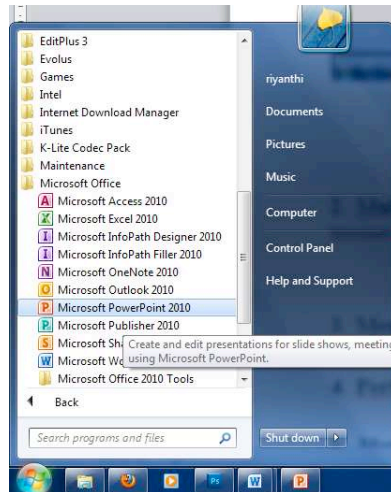 EditPlus 3
Evolus
Games
Intel
Internet Download Manager
iTunes
K-Lite Codec Pack
Maintenance
Microsoft Office
Microsoft Access 2010
Microsoft Excel 2010
Microsoft InfoPath Designer 2010
Microsoft InfoPath Filler 2010
Microsoft OneNote 2010
Microsoft Outlook 2010
Microsoft PowerPoint 2010
Microsoft Publisher 2010
Microsoft Sha
Microsoft Wo
Create and edit presentations for slide shows, meeting
using Microsoft PowerPoint.
Microsoft Office 2010 Tools
Back
Search programs and files
riyanthi
Documents
Pictures
Music
Computer
Control Panel
Help and Support
Shut down